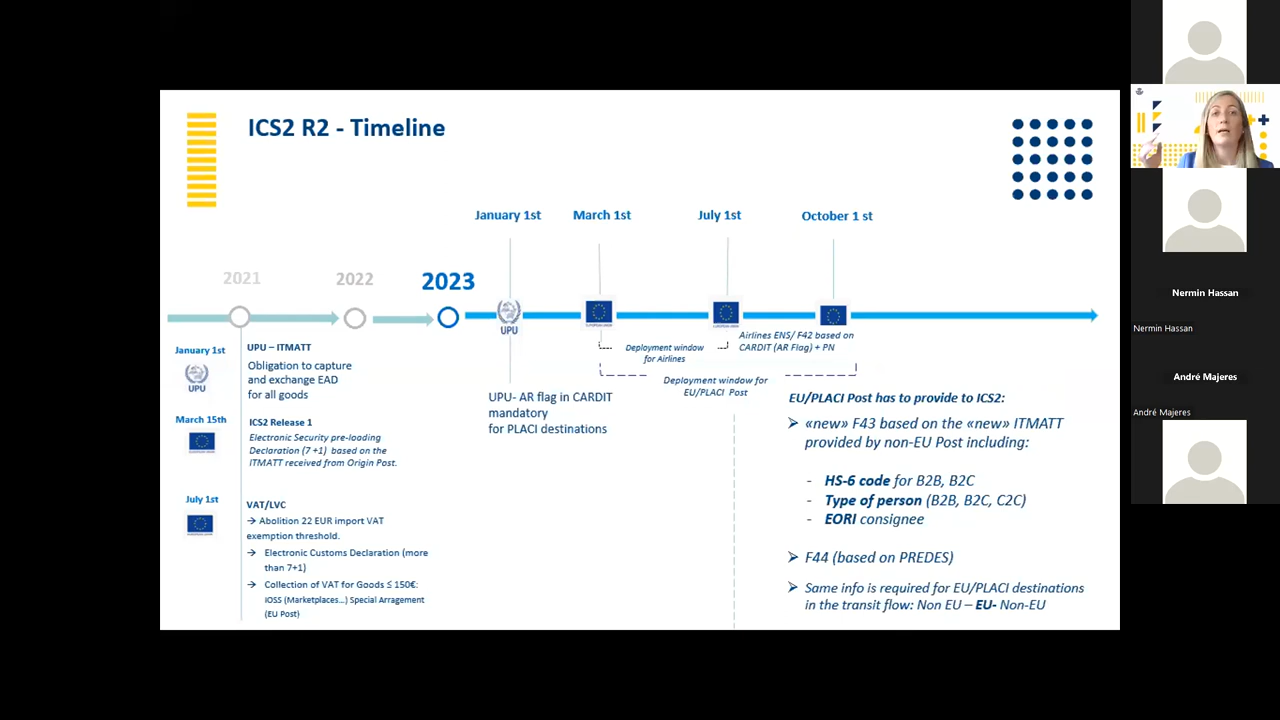 ICS2 R2 - Timeline
January 1st
March 1st
July 1st
October 1 st
2021
2022
2023
UPU
January 1st
UPU
March 15th
July 1st
UPU – ITMATT
Obligation to capture
and exchange EAD
for all goods
ICS2 Release 1
Electronic Security pre-loading
Declaration (7 +1) based on the
ITMATT received from Origin Post.
VAT/LVC
→ Abolition 22 EUR import VAT
exemption threshold.
→ Electronic Customs Declaration (more
than 7+1)
→ Collection of VAT for Goods ≤ 150€:
IOSS (Marketplaces...) Special Arragement
(EU Post)
UPU- AR flag in CARDIT
mandatory
for PLACI destinations
Deployment window
for Airlines
Airlines ENS/ F42 based on
CARDIT (AR Flag) + PN
Deployment window for
EU/PLACI Post
EU/PLACI Post has to provide to ICS2:
➢ «new» F43 based on the «new» ITMATT
provided by non-EU Post including:
- HS-6 code for B2B, B2C
- Type of person (B2B, B2C, C2C)
- EORI consignee
➢ F44 (based on PREDES)
➢ Same info is required for EU/PLACI destinations
in the transit flow: Non EU – EU- Non-EU
Nermin Hassan
Nermin Hassan
André Majeres
André Majeres